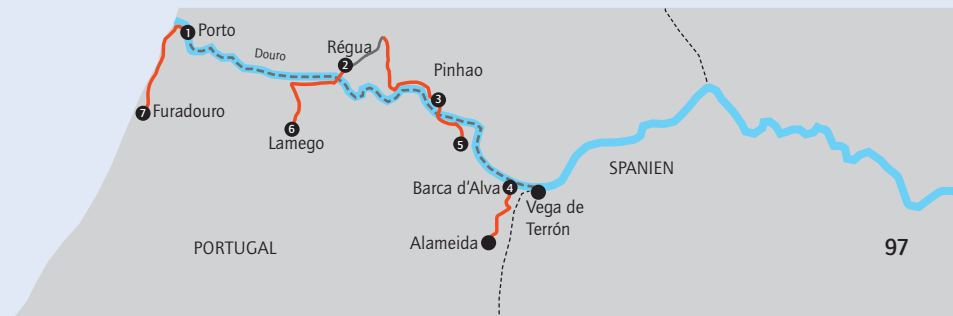 1 Porto
Douro
Régua
2
Pinhao
3
7 Furadouro
6
Lamego
5
SPANIEN
Barca d'Alva 4
Vega de
Terrón
PORTUGAL
Alameida
97